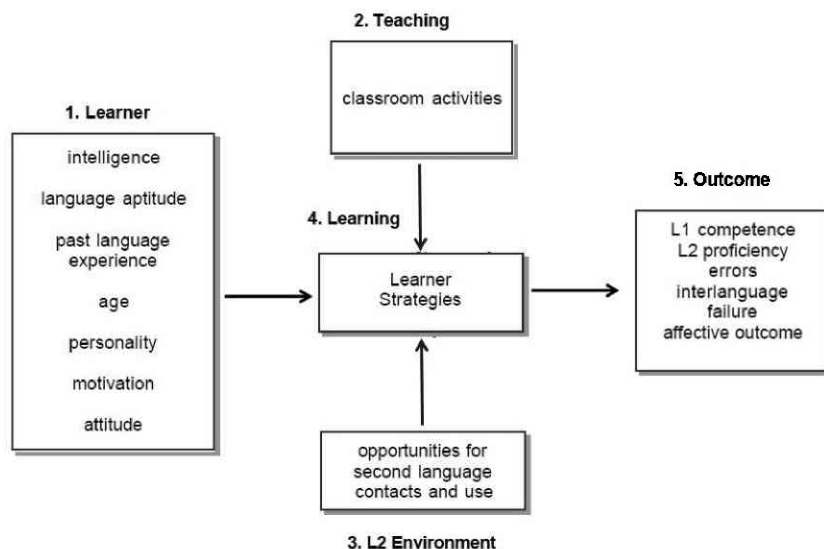 1. Learner
intelligence
language aptitude
past language
experience
age
personality
motivation
attitude
2. Teaching
classroom activities
4. Learning
Learner
Strategies
opportunities for
second language
contacts and use
3. L2 Environment
5. Outcome
L1 competence
L2 proficiency
errors
interlanguage
failure
affective outcome